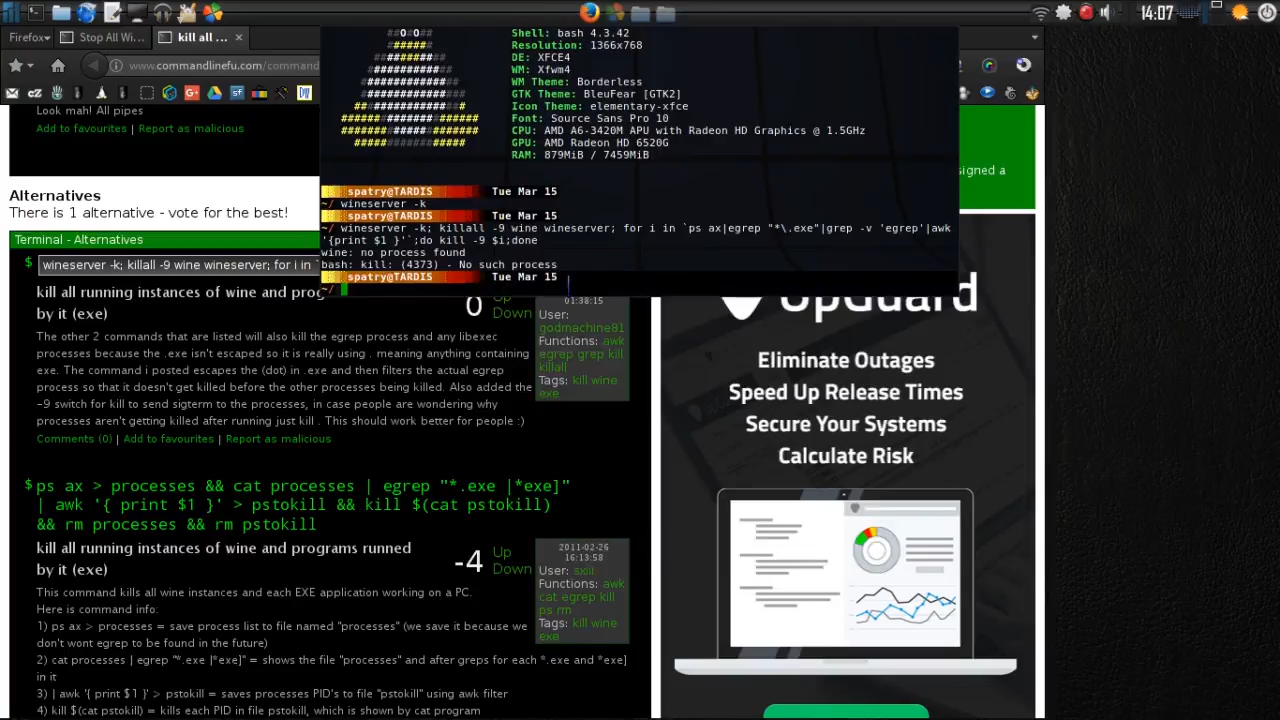 14:07
Firefox
Stop All Win...
kill all ...
www.commandlinefu.com/command
Look mah! All pipes
Add to favourites | Report as malicious
Alternatives
There is 1 alternative - vote for the best!
Terminal - Alternatives
$ wineserver -k; killall -9 wine wineserver; for i in `
kill all running instances of wine and prog
by it (exe)
0
Up
Down
The other 2 commands that are listed will also kill the egrep process and any libexec
processes because the .exe isn't escaped so it is really using . meaning anything containing
exe. The command i posted escapes the (dot) in .exe and then filters the actual egrep
process so that it doesn't get killed before the other processes being killed. Also added the
-9 switch for kill to send sigterm to the processes, in case people are wondering why
processes aren't getting killed after running just kill . This should work better for people :)
Comments (0) | Add to favourites | Report as malicious
01:38:15
User:
godmachine81
Functions: awk
egrep grep kill
killall
Tags: kill wine
exe
$ps ax > processes && cat processes | egrep "*.exe |*exe]"
| awk '{ print $1 }' > pstokill && kill $(cat pstokill)
&& rm processes && rm pstokill
kill all running instances of wine and programs runned
by it (exe)
-4
Up
Down
2011-02-26
16:13:58
User: sxiii
Functions: awk
cat egrep kill
ps rm
Tags: kill wine
exe
This command kills all wine instances and each EXE application working on a PC.
Here is command info:
1) ps ax > processes = save process list to file named "processes" (we save it because we
don't wont egrep to be found in the future)
2) cat processes | egrep "*.exe |*exe]" = shows the file "processes" and after greps for each *.exe and *exe]
in it
3) | awk '{ print $1 }' > pstokill = saves processes PID's to file "pstokill" using awk filter
4) kill $(cat pstokill) = kills each PID in file pstokill, which is shown by cat program
Shell: bash 4.3.42
Resolution: 1366x768
DE: XFCE4
WM: Xfwm4
WM Theme: Borderless
GTK Theme: BleuFear [GTK2]
Icon Theme: elementary-xfce
Font: Source Sans Pro 10
CPU: AMD A6-3420M APU with Radeon HD Graphics @ 1.5GHz
GPU: AMD Radeon HD 6520G
RAM: 879MiB / 7459MiB
spatry@TARDIS Tue Mar 15
~/ wineserver -k
spatry@TARDIS Tue Mar 15
~/ wineserver -k; killall -9 wine wineserver; for i in `ps ax|egrep "*\.exe"|grep -v 'egrep'|awk
'{print $1 }'`;do kill -9 $i;done
wine: no process found
bash: kill: (4373) - No such process
spatry@TARDIS Tue Mar 15
~/
signed a
UpGuard
Eliminate Outages
Speed Up Release Times
Secure Your Systems
Calculate Risk